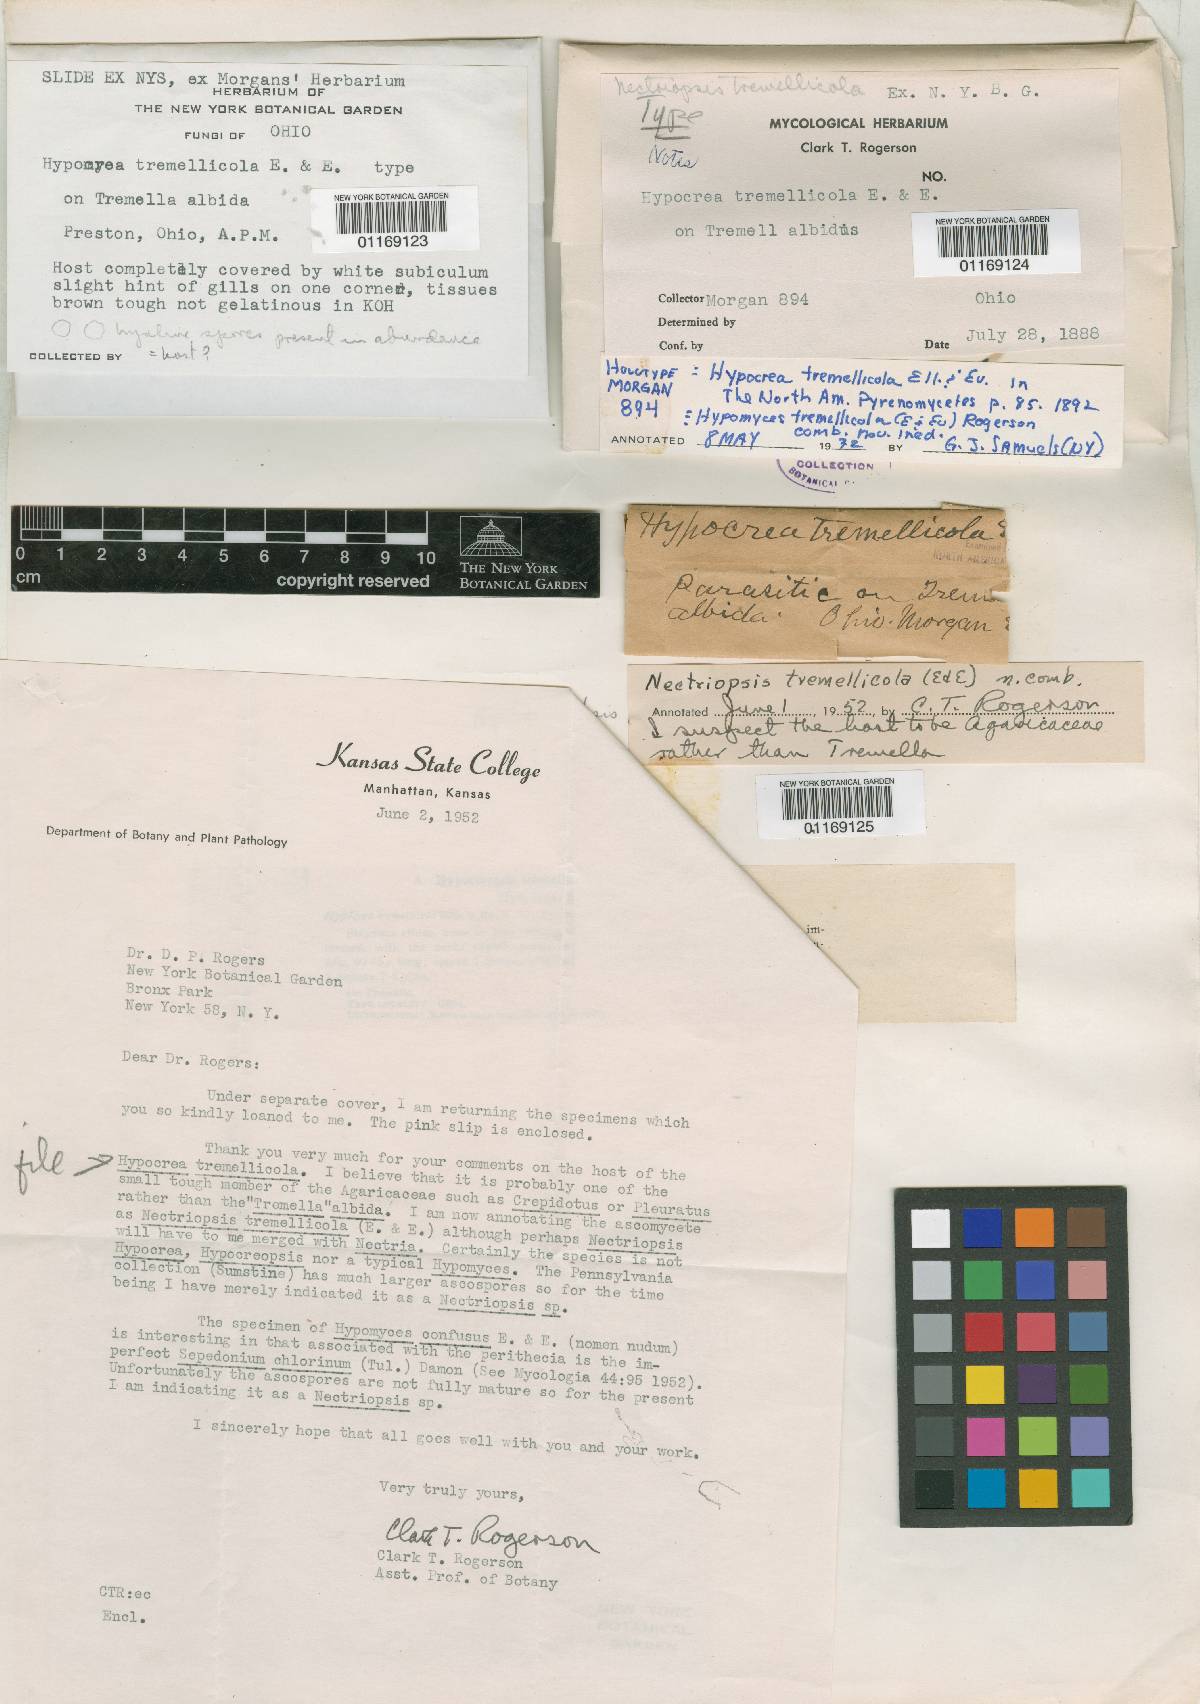 SLIDE EX NYS, ex Morgans' Herbarium
HERBARIUM OF
THE NEW YORK BOTANICAL GARDEN
FUNGI OF OHIO
Hypocrea tremellicola E. & E. type
on Tremella albida
Preston, Ohio, A.P.M.
NEW YORK BOTANICAL GARDEN
01169123
Host completely covered by white subiculum
slight hint of gills on one corner, tissues
brown tough not gelatinous in KOH
hyaline spores present in abundance
= host?
COLLECTED BY
Nectriopsis tremellicola Ex. N. Y. B. G.
Type
Notes
MYCOLOGICAL HERBARIUM
Clark T. Rogerson
NO.
Hypocrea tremellicola E. & E.
on Tremell albidus
NEW YORK BOTANICAL GARDEN
01169124
Collector Morgan 894 Ohio
Determined by
Conf. by Date July 28, 1888
HOLOTYPE = Hypocrea tremellicola Ell. & Ev. in
MORGAN The North Am. Pyrenomycetes p. 85. 1892
894 ≡ Hypomyces tremellicola (E & Ev) Rogerson
comb. nov. ined.
ANNOTATED 8 MAY 1932 BY G. J. SAMUELS (NY)
COLLECTION
BOTANICAL
0 1 2 3 4 5 6 7 8 9 10
cm copyright reserved
THE NEW YORK
BOTANICAL GARDEN
Hypocrea tremellicola
Parasitic on Trem
albida. Ohio. Morgan
Nectriopsis tremellicola (E & E) n. comb.
Annotated June 1, 1952, by C. T. Rogerson
I suspect the host to be Agaricaceae
rather than Tremella
NEW YORK BOTANICAL GARDEN
01169125
im-
Kansas State College
Manhattan, Kansas
June 2, 1952
Department of Botany and Plant Pathology
Dr. D. P. Rogers
New York Botanical Garden
Bronx Park
New York 58, N. Y.
Dear Dr. Rogers:
Under separate cover, I am returning the specimens which
you so kindly loaned to me. The pink slip is enclosed.
file
Thank you very much for your comments on the host of the
Hypocrea tremellicola. I believe that it is probably one of the
small tough member of the Agaricaceae such as Crepidotus or Pleuratus
rather than the "Tremella" albida. I am now annotating the ascomycete
as Nectriopsis tremellicola (E. & E.) although perhaps Nectriopsis
will have to me merged with Nectria. Certainly the species is not
Hypocrea, Hypocreopsis nor a typical Hypomyces. The Pennsylvania
collection (Sumstine) has much larger ascospores so for the time
being I have merely indicated it as a Nectriopsis sp.
The specimen of Hypomyces confusus E. & E. (nomen nudum)
is interesting in that associated with the perithecia is the im-
perfect Sepedonium chlorinum (Tul.) Damon (See Mycologia 44:95 1952).
Unfortunately the ascospores are not fully mature so for the present
I am indicating it as a Nectriopsis sp.
I sincerely hope that all goes well with you and your work.
Very truly yours,
Clark T. Rogerson
Clark T. Rogerson
Asst. Prof. of Botany
CTR:ec
Encl.